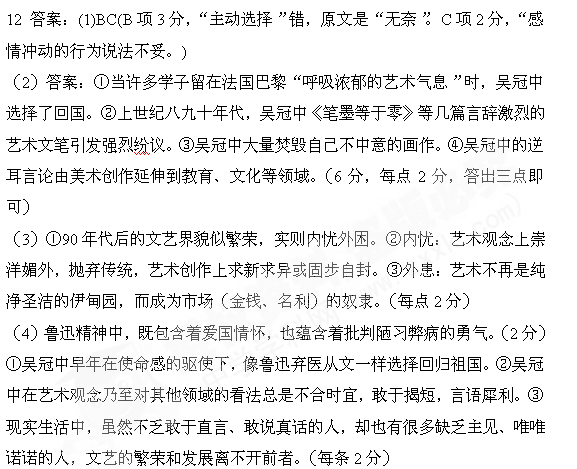 12 答案：(1)BC(B 项 3 分，“主动选择 ”错，原文是 “无奈 ”。C 项 2 分，“感
情冲动的行为说法不妥。)
（2）答案：①当许多学子留在法国巴黎“呼吸浓郁的艺术气息 ”时，吴冠中
选择了回国。②上世纪八九十年代，吴冠中《笔墨等于零》等几篇言辞激烈的
艺术文笔引发强烈纷议。③吴冠中大量焚毁自己不中意的画作。④吴冠中的逆
耳言论由美术创作延伸到教育、文化等领域。（6 分，每点 2 分，答出三点即
可）
（3）①90 年代后的文艺界貌似繁荣，实则内忧外困。②内忧：艺术观念上崇
洋媚外，抛弃传统，艺术创作上求新求异或固步自封。③外患：艺术不再是纯
净圣洁的伊甸园，而成为市场（金钱、名利）的奴隶。（每点 2 分）
（4）鲁迅精神中，既包含着爱国情怀，也蕴含着批判陋习弊病的勇气。（2 分）
①吴冠中早年在使命感的驱使下，像鲁迅弃医从文一样选择回归祖国。②吴冠
中在艺术观念乃至对其他领域的看法总是不合时宜，敢于揭短，言语犀利。③
现实生活中，虽然不乏敢于直言、敢说真话的人，却也有很多缺乏主见、唯唯
诺诺的人，文艺的繁荣和发展离不开前者。（每条 2 分）